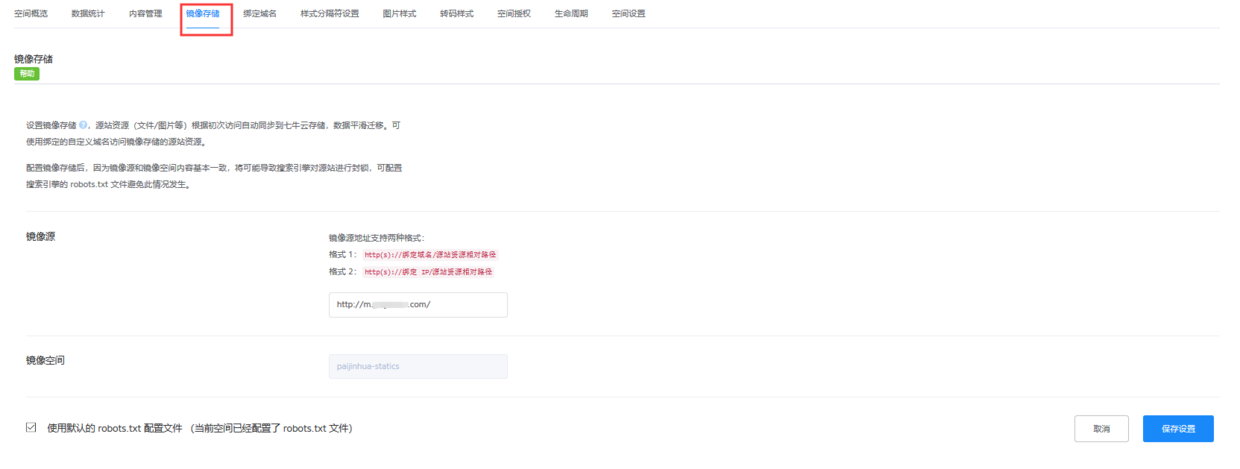 空间概览 数据统计 内容管理 镜像存储 绑定域名 样式分隔符设置 图片样式 转码样式 空间授权 生命周期 空间设置
镜像存储
帮助
设置镜像存储 ，源站资源（文件/图片等）根据初次访问自动同步到七牛云存储，数据平滑迁移。可
使用绑定的自定义域名访问镜像存储的源站资源。
配置镜像存储后，因为镜像源和镜像空间内容基本一致，将可能导致搜索引擎对源站进行封锁，可配置
搜索引擎的 robots.txt 文件避免此情况发生。
镜像源
镜像源地址支持两种格式：
格式 1： http(s)://绑定域名/源站资源相对路径
格式 2： http(s)://绑定 IP/源站资源相对路径
http://m .com/
镜像空间
paijinhua-statics
使用默认的 robots.txt 配置文件 （当前空间已经配置了 robots.txt 文件）
取消 保存设置